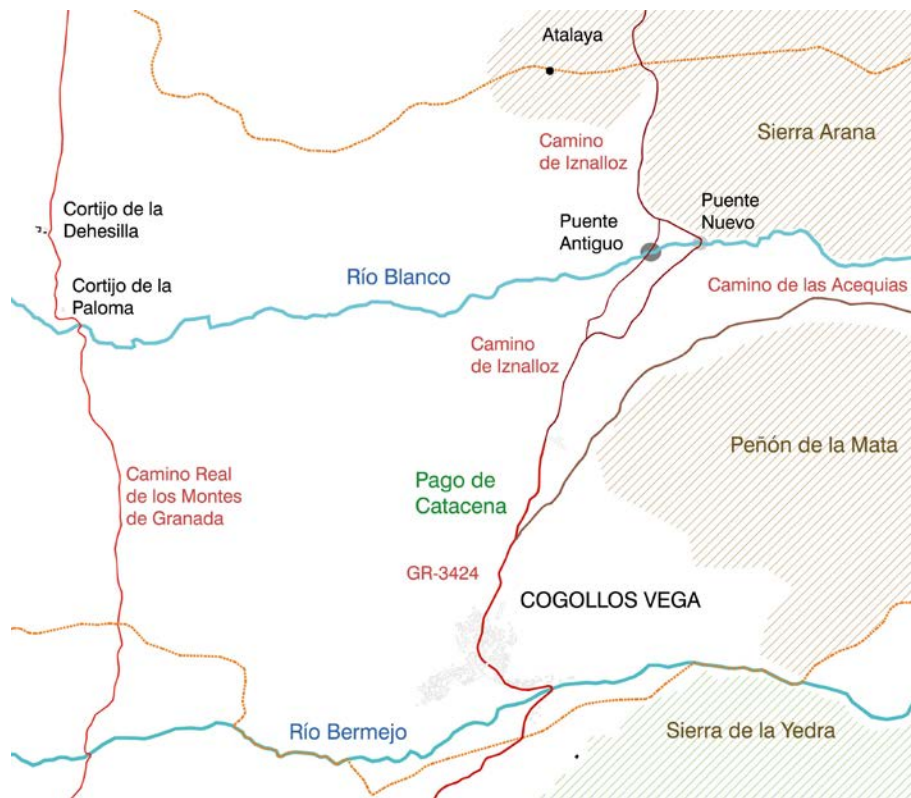 Atalaya
Sierra Arana
Camino
de Iznalloz
Cortijo de la
Dehesilla
Puente
Antiguo
Puente
Nuevo
Río Blanco
Cortijo de la
Paloma
Camino de las Acequias
Camino
de Iznalloz
Peñón de la Mata
Camino Real
de los Montes
de Granada
Pago de
Catacena
GR-3424
COGOLLOS VEGA
Río Bermejo
Sierra de la Yedra